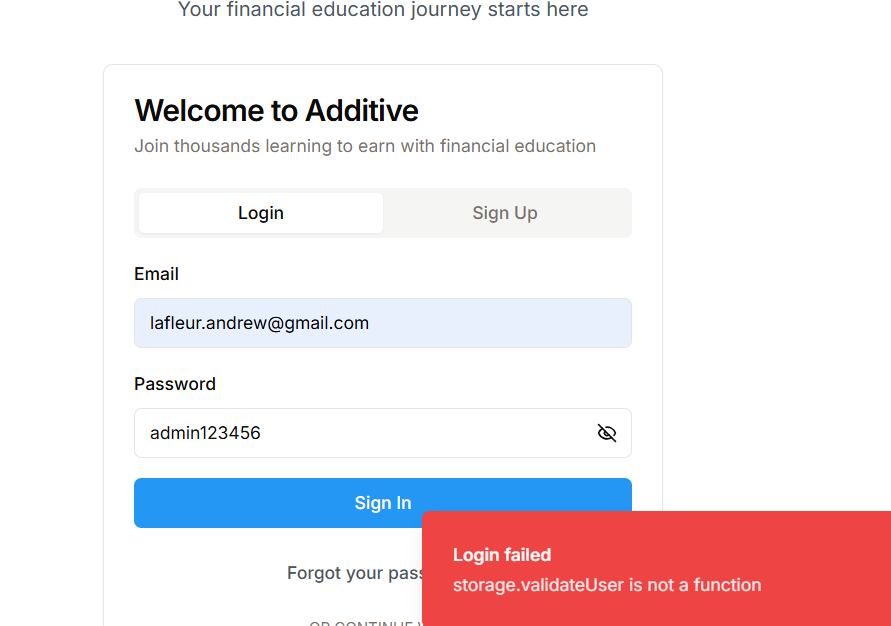 Your financial education journey starts here
Welcome to Additive
Join thousands learning to earn with financial education
Login
Sign Up
Email
lafleur.andrew@gmail.com
Password
admin123456
Sign In
Forgot your pass
Login failed
storage.validateUser is not a function
OR CONTINUE